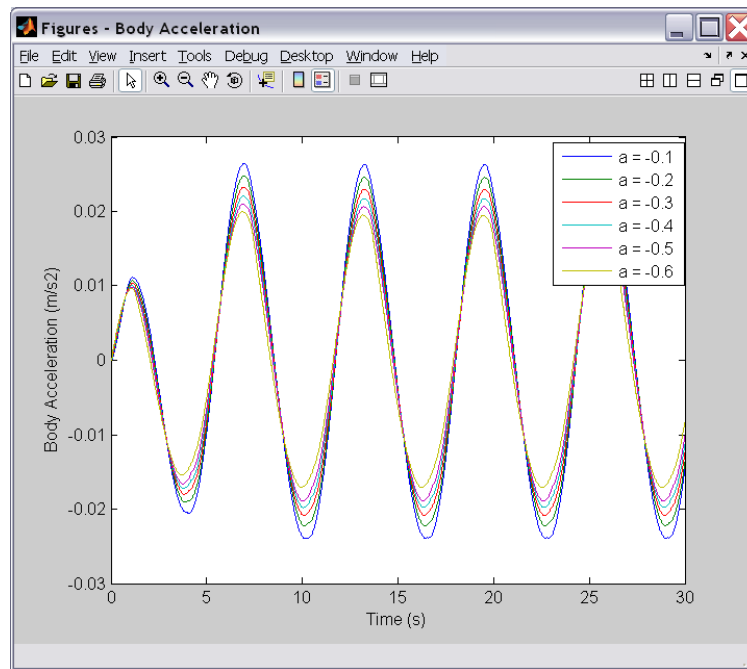 Figures - Body Acceleration
File Edit View Insert Tools Debug Desktop Window Help
0.03
0.02
0.01
0
-0.01
-0.02
-0.03
Body Acceleration (m/s2)
a = -0.1
a = -0.2
a = -0.3
a = -0.4
a = -0.5
a = -0.6
0 5 10 15 20 25 30
Time (s)